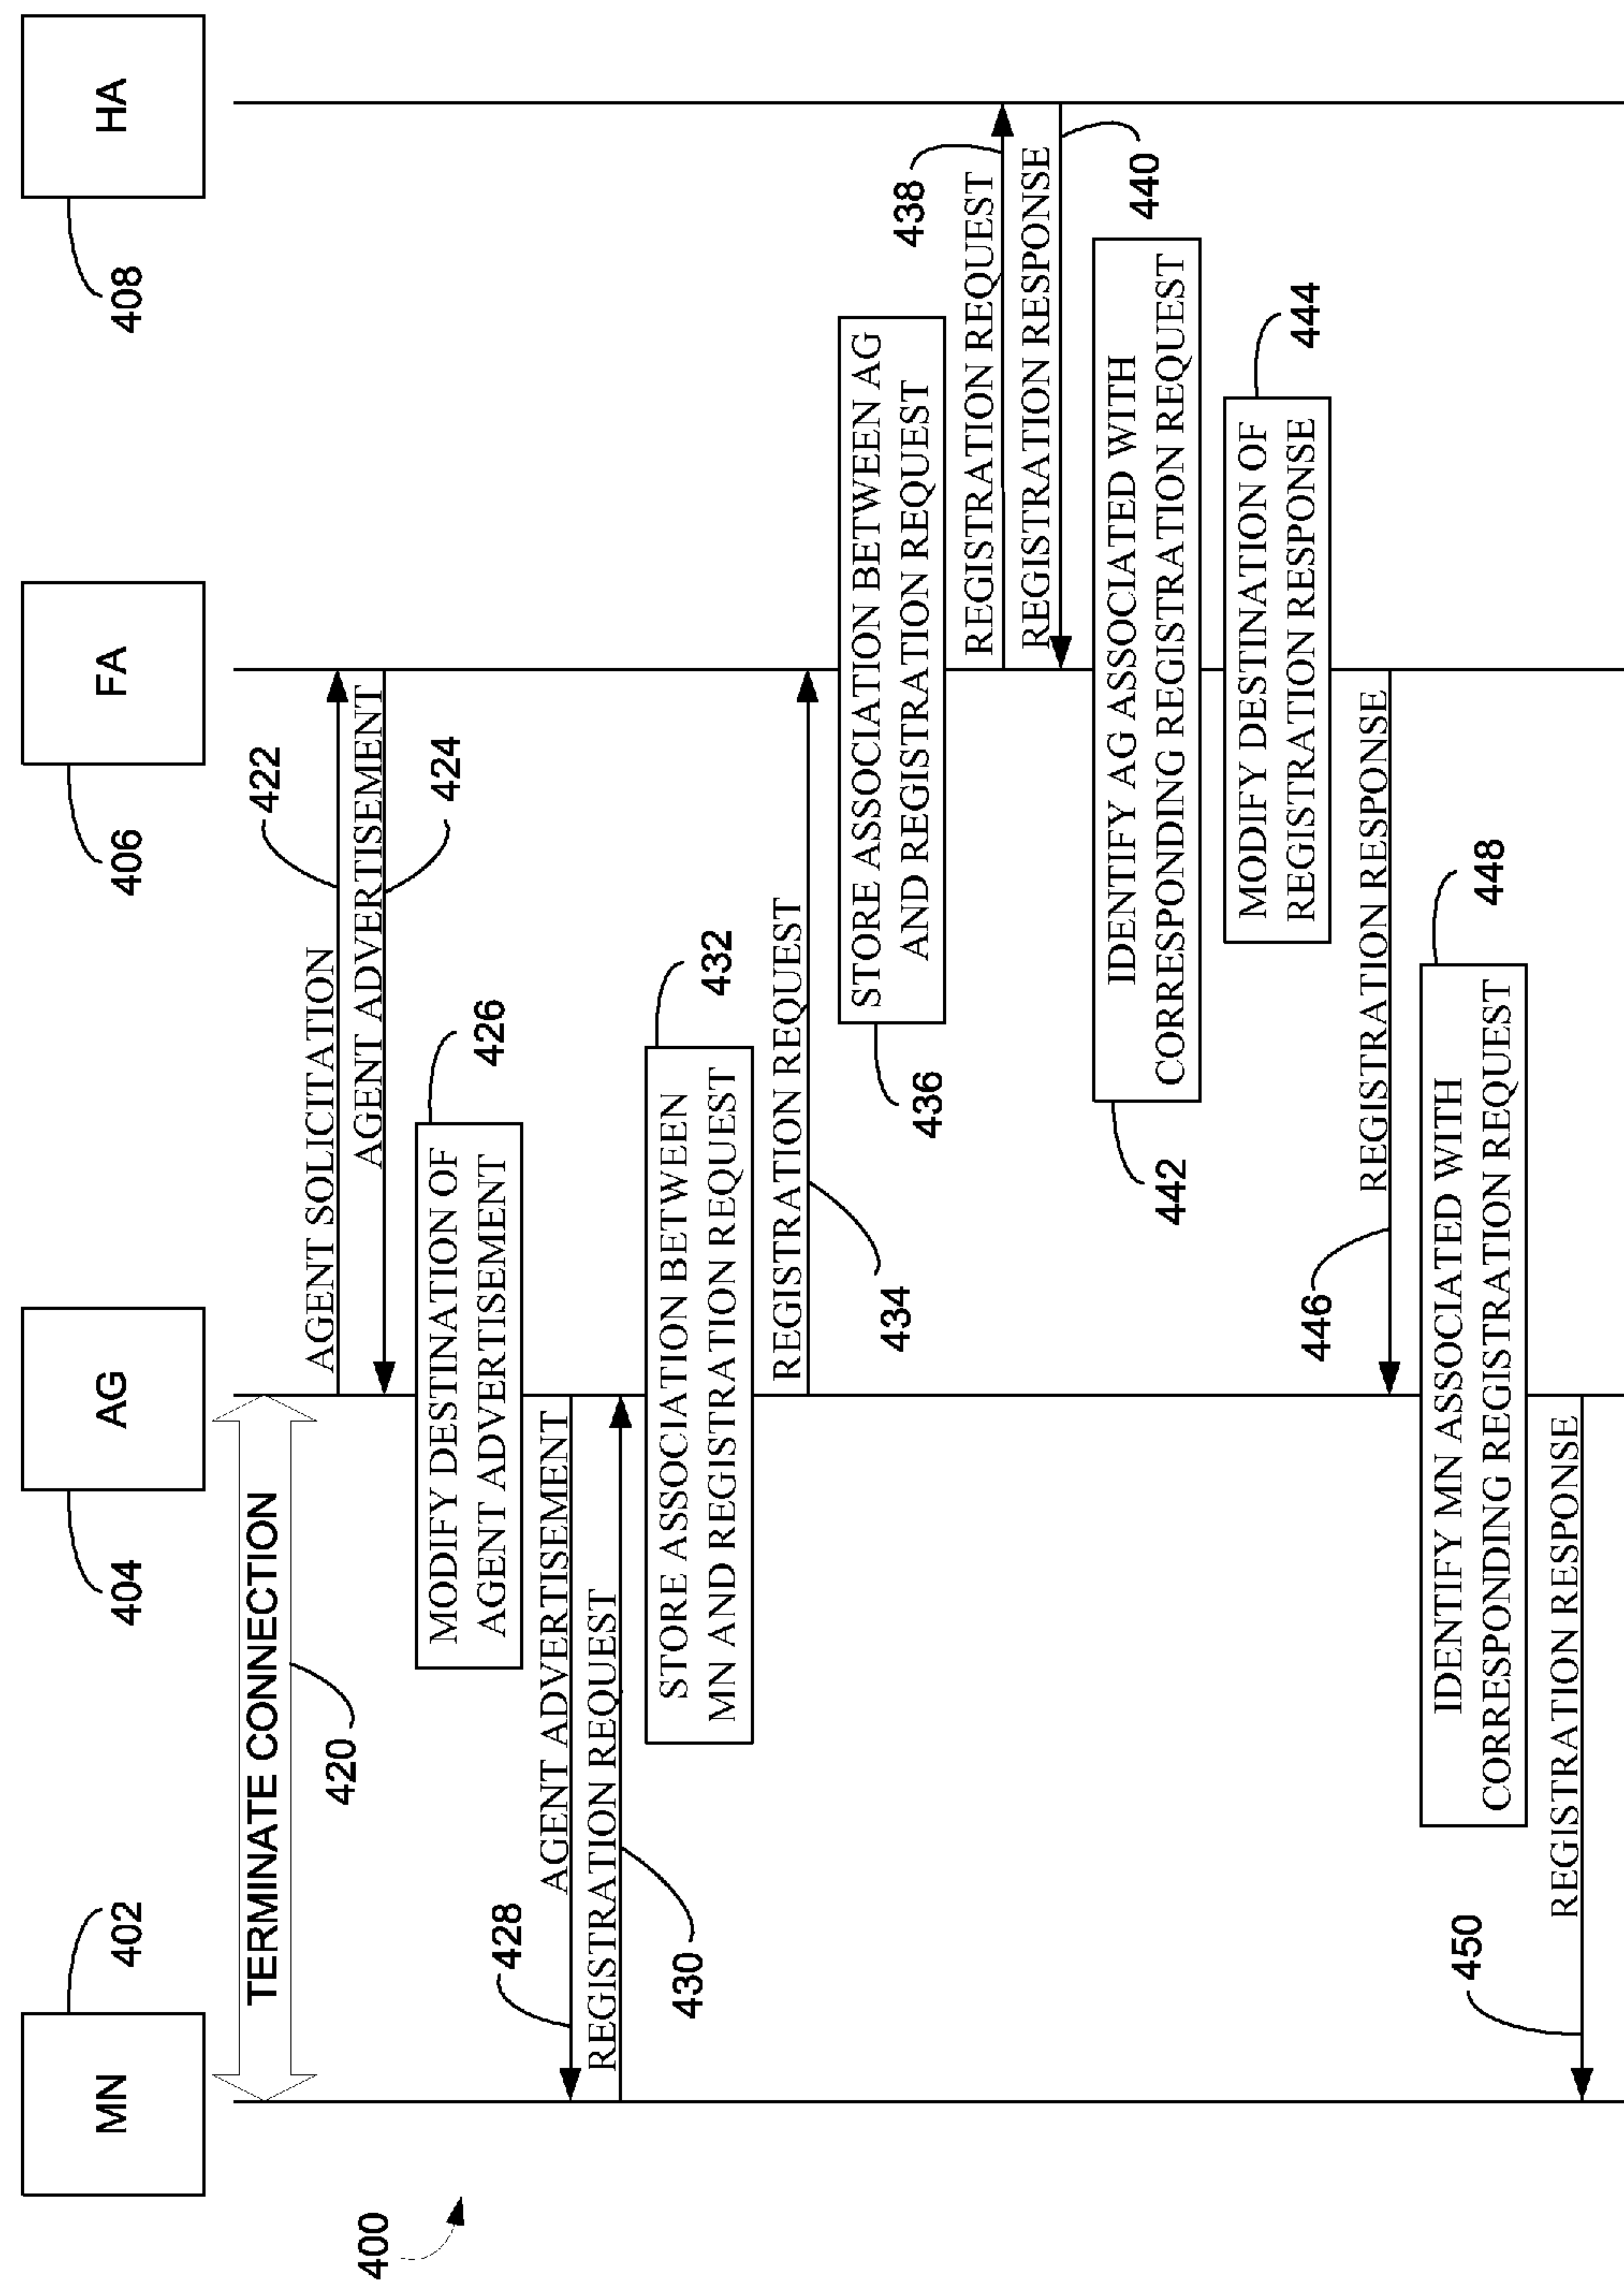 400
MN
402
AG
404
FA
406
HA
408
TERMINATE CONNECTION
420
AGENT SOLICITATION
422
AGENT ADVERTISEMENT
424
MODIFY DESTINATION OF
AGENT ADVERTISEMENT
426
AGENT ADVERTISEMENT
428
REGISTRATION REQUEST
430
STORE ASSOCIATION BETWEEN
MN AND REGISTRATION REQUEST
432
REGISTRATION REQUEST
434
STORE ASSOCIATION BETWEEN AG
AND REGISTRATION REQUEST
436
REGISTRATION REQUEST
438
REGISTRATION RESPONSE
440
IDENTIFY AG ASSOCIATED WITH
CORRESPONDING REGISTRATION REQUEST
442
MODIFY DESTINATION OF
REGISTRATION RESPONSE
444
REGISTRATION RESPONSE
446
IDENTIFY MN ASSOCIATED WITH
CORRESPONDING REGISTRATION REQUEST
448
REGISTRATION RESPONSE
450